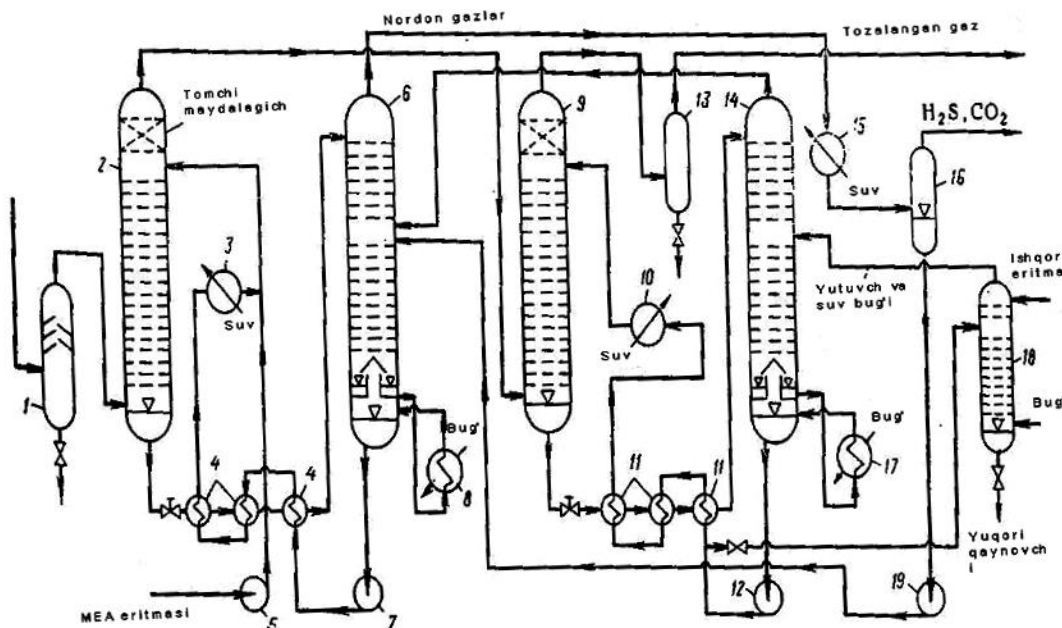 Nordon gazlar
Tozalangan gaz
Tomchi
maydalagich
2
6
9
13
14
15
H₂S, CO₂
16
Suv
3
Suv
10
Suv
Yutuvch va
suv bug'i
Ishqor
eritma
18
Bug'
1
4
4
Bug'
8
11
11
Bug'
17
Yuqori
qaynovch
i
MEA eritmasi
5
7
12
19